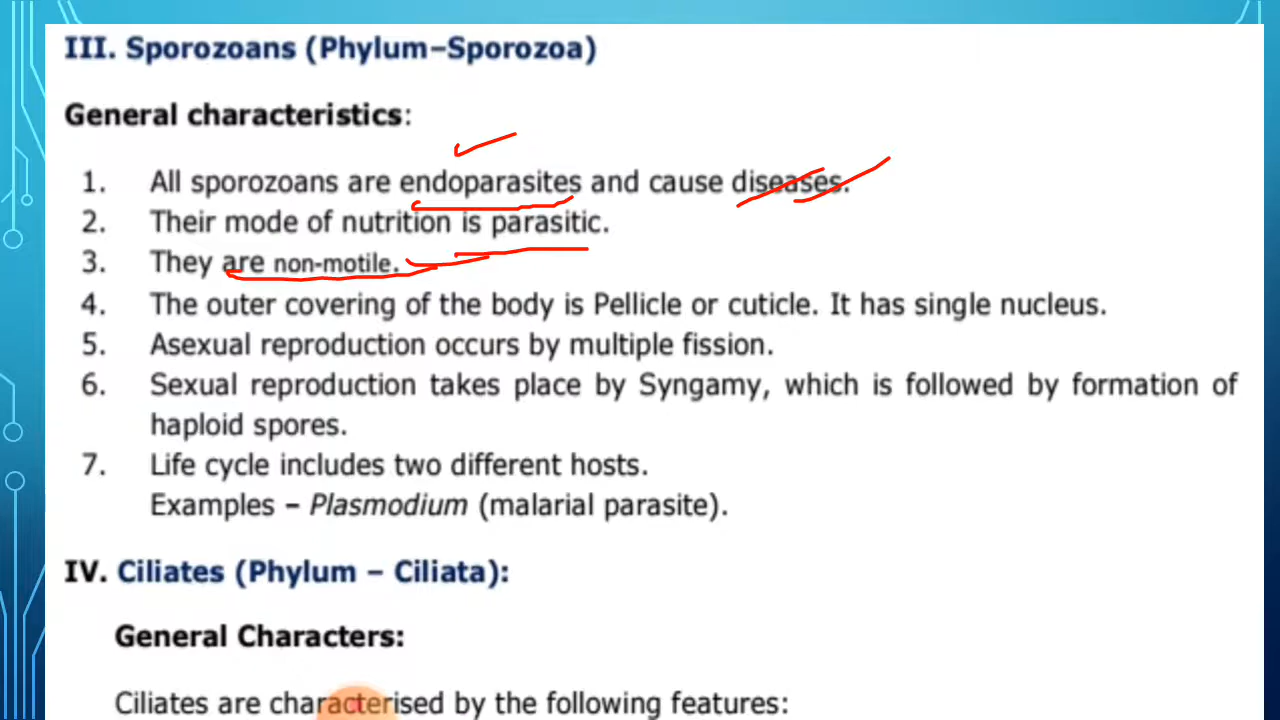 III. Sporozoans (Phylum–Sporozoa)
General characteristics:
1. All sporozoans are endoparasites and cause diseases.
2. Their mode of nutrition is parasitic.
3. They are non-motile.
4. The outer covering of the body is Pellicle or cuticle. It has single nucleus.
5. Asexual reproduction occurs by multiple fission.
6. Sexual reproduction takes place by Syngamy, which is followed by formation of
haploid spores.
7. Life cycle includes two different hosts.
Examples – Plasmodium (malarial parasite).
IV. Ciliates (Phylum – Ciliata):
General Characters:
Ciliates are characterised by the following features: